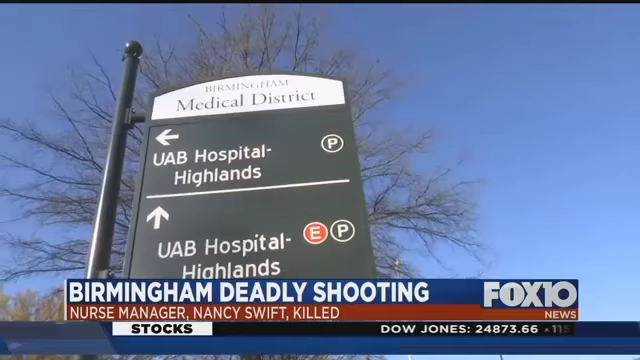 BIRMINGHAM
Medical District
UAB Hospital-
Highlands
P
UAB Hospital-
Highlands
E P
BIRMINGHAM DEADLY SHOOTING
NURSE MANAGER, NANCY SWIFT, KILLED
FOX10
NEWS
STOCKS
DOW JONES: 24873.66 ▲115